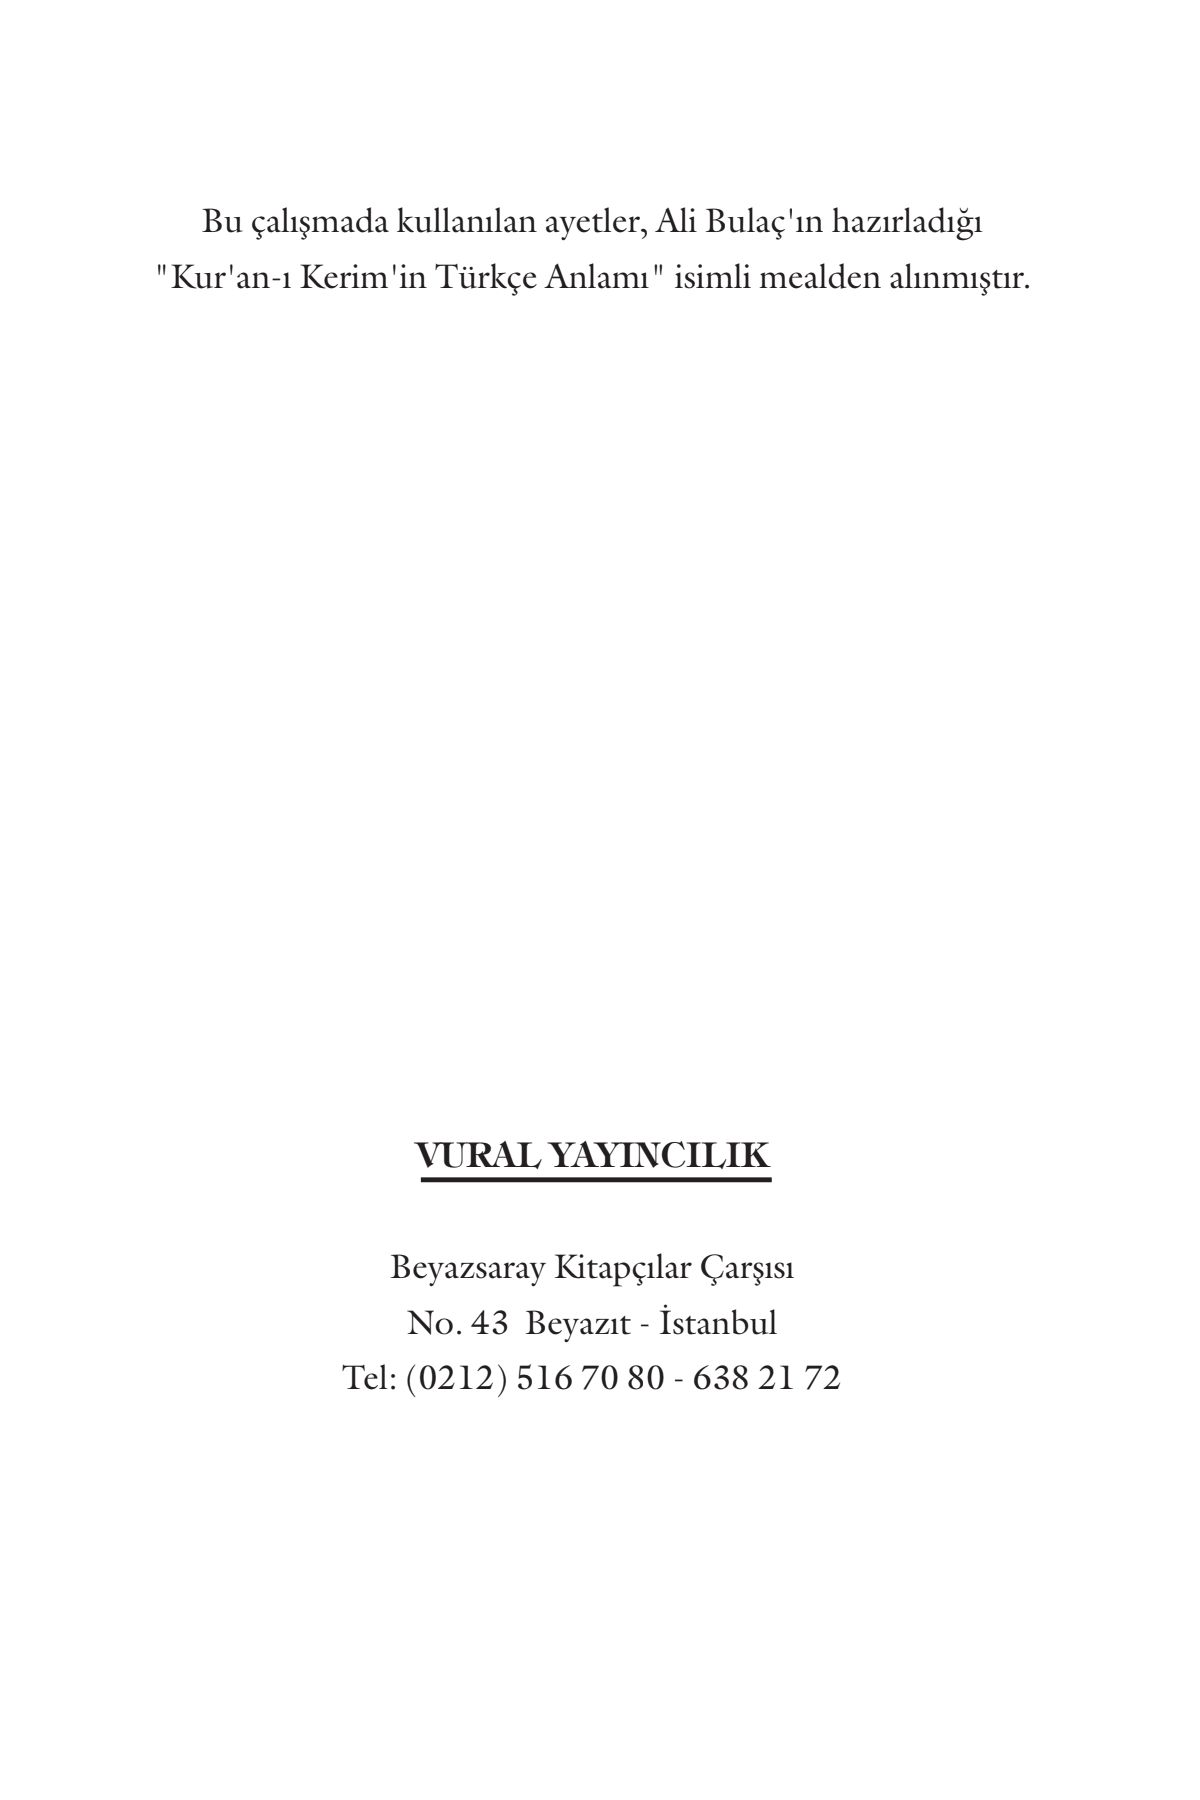 Bu çalışmada kullanılan ayetler, Ali Bulaç'ın hazırladığı
"Kur'an-ı Kerim'in Türkçe Anlamı" isimli mealden alınmıştır.
VURAL YAYINCILIK
Beyazsaray Kitapçılar Çarşısı
No. 43 Beyazıt - İstanbul
Tel: (0212) 516 70 80 - 638 21 72